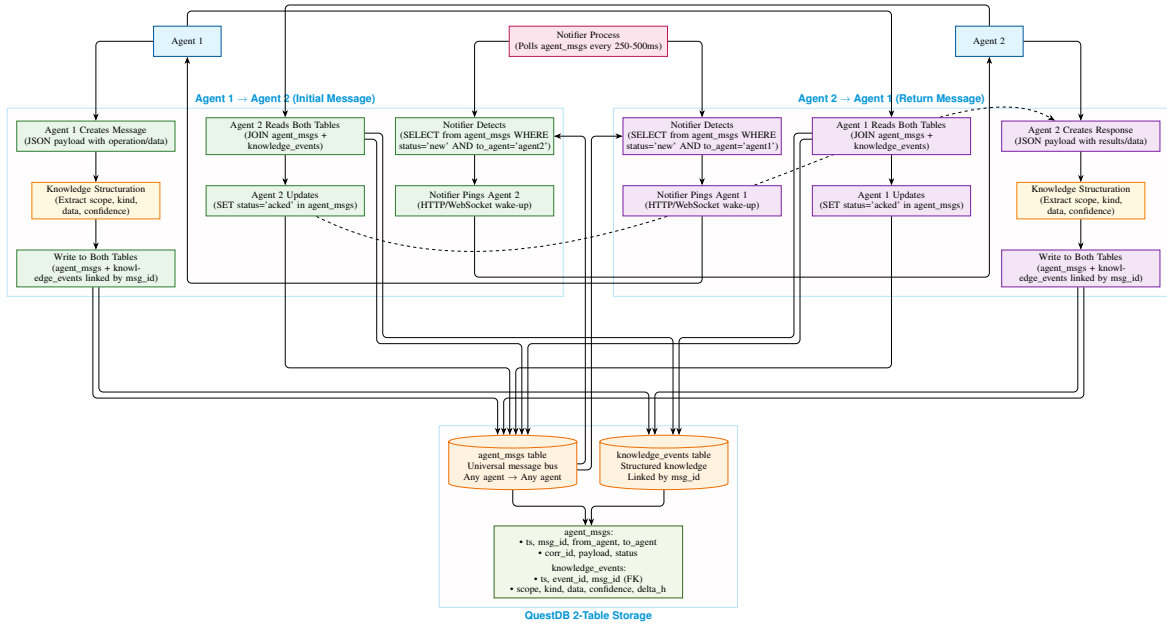 Agent 1
Notifier Process
(Polls agent_msgs every 250-500ms)
Agent 2
Agent 1 → Agent 2 (Initial Message)
Agent 2 → Agent 1 (Return Message)
Agent 1 Creates Message
(JSON payload with operation/data)
Agent 2 Reads Both Tables
(JOIN agent_msgs +
knowledge_events)
Notifier Detects
(SELECT from agent_msgs WHERE
status='new' AND to_agent='agent2')
Notifier Detects
(SELECT from agent_msgs WHERE
status='new' AND to_agent='agent1')
Agent 1 Reads Both Tables
(JOIN agent_msgs +
knowledge_events)
Agent 2 Creates Response
(JSON payload with results/data)
Knowledge Structuration
(Extract scope, kind,
data, confidence)
Agent 2 Updates
(SET status='acked' in agent_msgs)
Notifier Pings Agent 2
(HTTP/WebSocket wake-up)
Notifier Pings Agent 1
(HTTP/WebSocket wake-up)
Agent 1 Updates
(SET status='acked' in agent_msgs)
Knowledge Structuration
(Extract scope, kind,
data, confidence)
Write to Both Tables
(agent_msgs + knowl-
edge_events linked by msg_id)
Write to Both Tables
(agent_msgs + knowl-
edge_events linked by msg_id)
agent_msgs table
Universal message bus
Any agent → Any agent
knowledge_events table
Structured knowledge
Linked by msg_id
agent_msgs:
• ts, msg_id, from_agent, to_agent
• corr_id, payload, status
knowledge_events:
• ts, event_id, msg_id (FK)
• scope, kind, data, confidence, delta_h
QuestDB 2-Table Storage